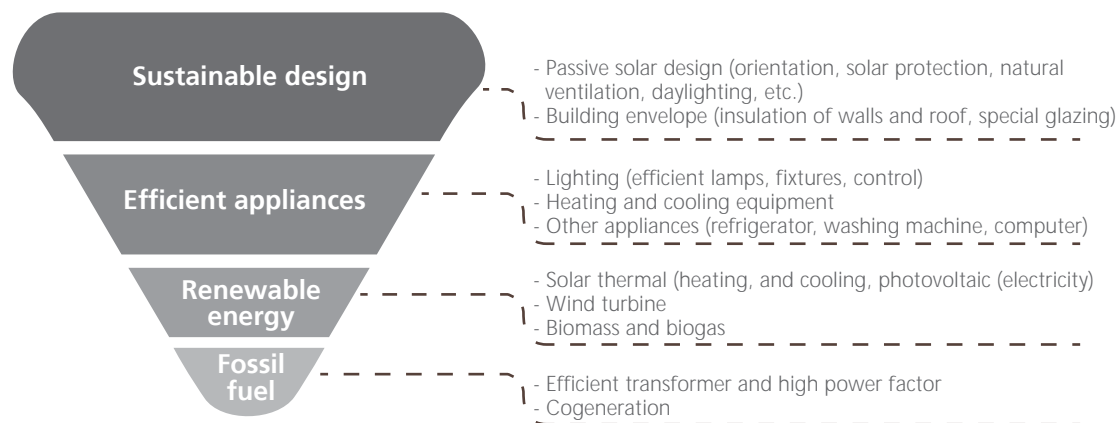 Sustainable design
- Passive solar design (orientation, solar protection, natural
ventilation, daylighting, etc.)
- Building envelope (insulation of walls and roof, special glazing)
Efficient appliances
- Lighting (efficient lamps, fixtures, control)
- Heating and cooling equipment
- Other appliances (refrigerator, washing machine, computer)
Renewable
energy
- Solar thermal (heating, and cooling, photovoltaic (electricity)
- Wind turbine
- Biomass and biogas
Fossil
fuel
- Efficient transformer and high power factor
- Cogeneration